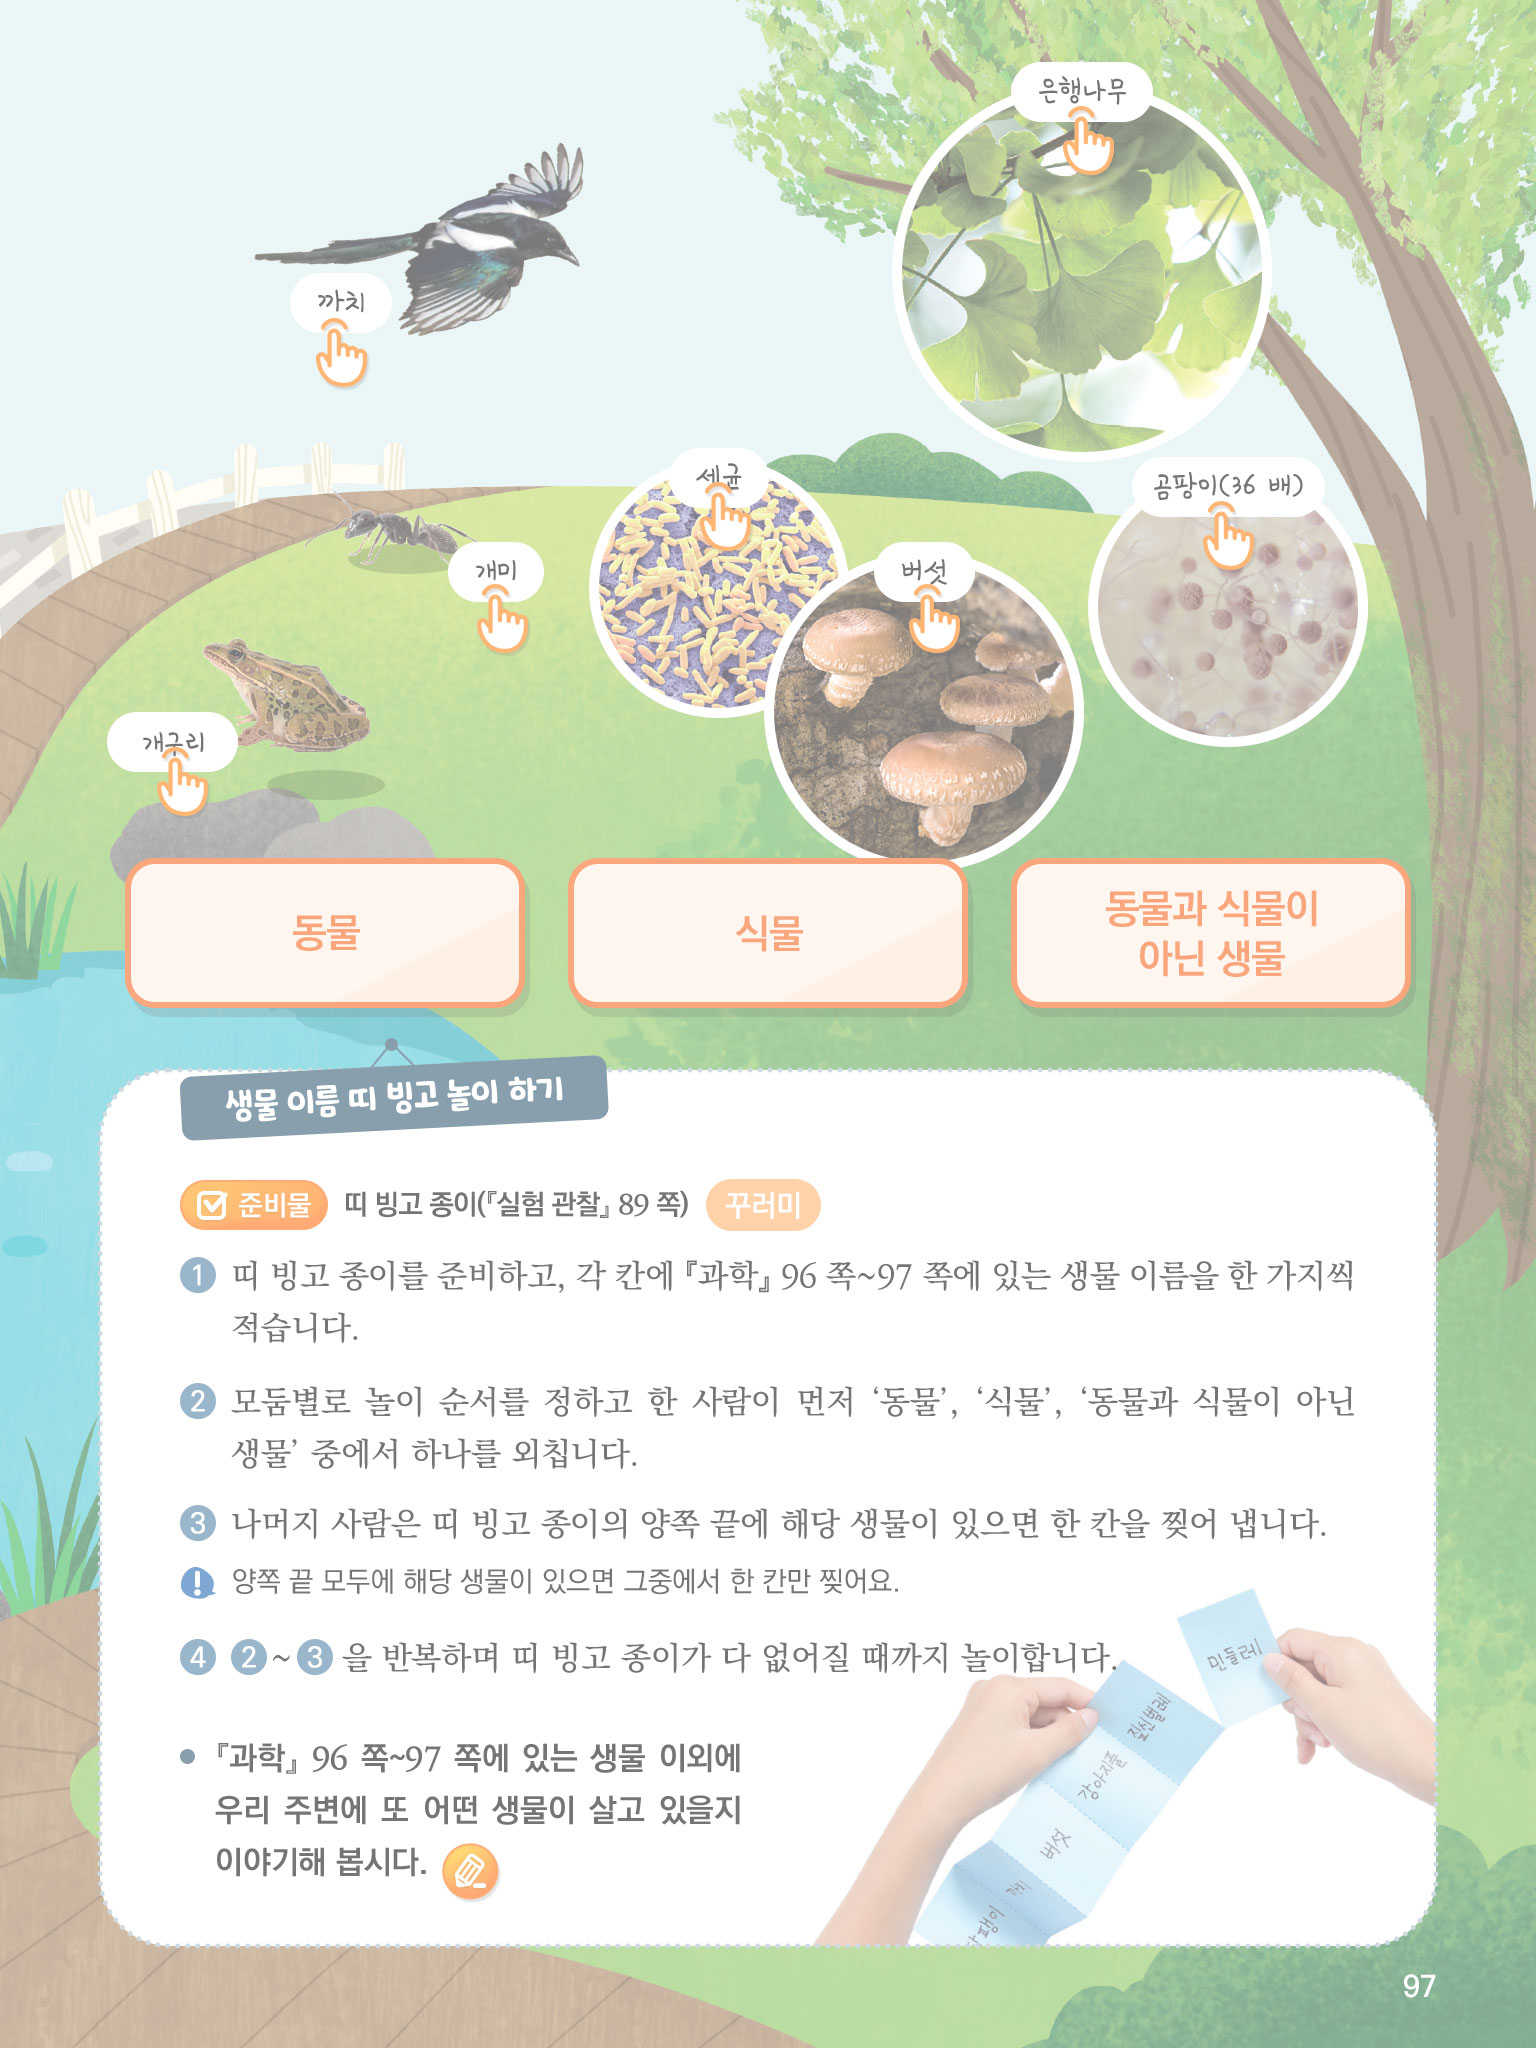 은행나무
까치
세균
곰팡이(36 배)
개미
버섯
개구리
동물
식물
동물과 식물이
아닌 생물
생물 이름 띠 빙고 놀이 하기
준비물 띠 빙고 종이(『실험 관찰』 89 쪽) 꾸러미
1 띠 빙고 종이를 준비하고, 각 칸에 『과학』 96 쪽~97 쪽에 있는 생물 이름을 한 가지씩
적습니다.
2 모둠별로 놀이 순서를 정하고 한 사람이 먼저 ‘동물’, ‘식물’, ‘동물과 식물이 아닌
생물’ 중에서 하나를 외칩니다.
3 나머지 사람은 띠 빙고 종이의 양쪽 끝에 해당 생물이 있으면 한 칸을 찢어 냅니다.
양쪽 끝 모두에 해당 생물이 있으면 그중에서 한 칸만 찢어요.
4 2~3을 반복하며 띠 빙고 종이가 다 없어질 때까지 놀이합니다.
민들레
짚신벌레
강아지풀
버섯
까치
팽이
『과학』 96 쪽~97 쪽에 있는 생물 이외에
우리 주변에 또 어떤 생물이 살고 있을지
이야기해 봅시다.
97